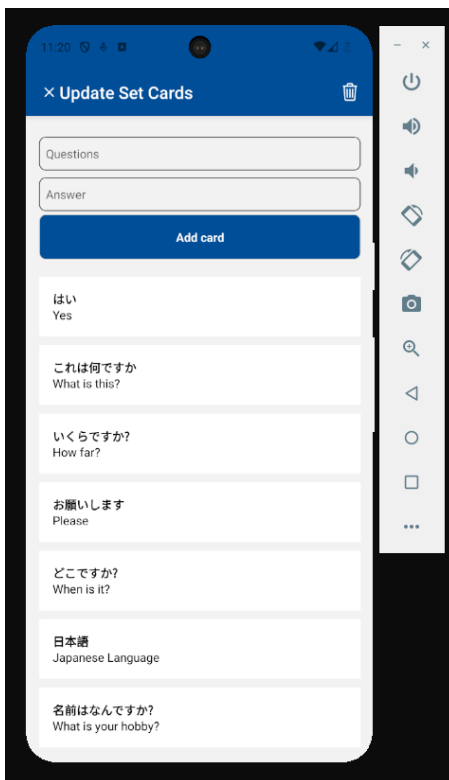 11:20
× Update Set Cards
Questions
Answer
Add card
はい
Yes
これは何ですか
What is this?
いくらですか?
How far?
お願いします
Please
どこですか?
When is it?
日本語
Japanese Language
名前はなんですか?
What is your hobby?